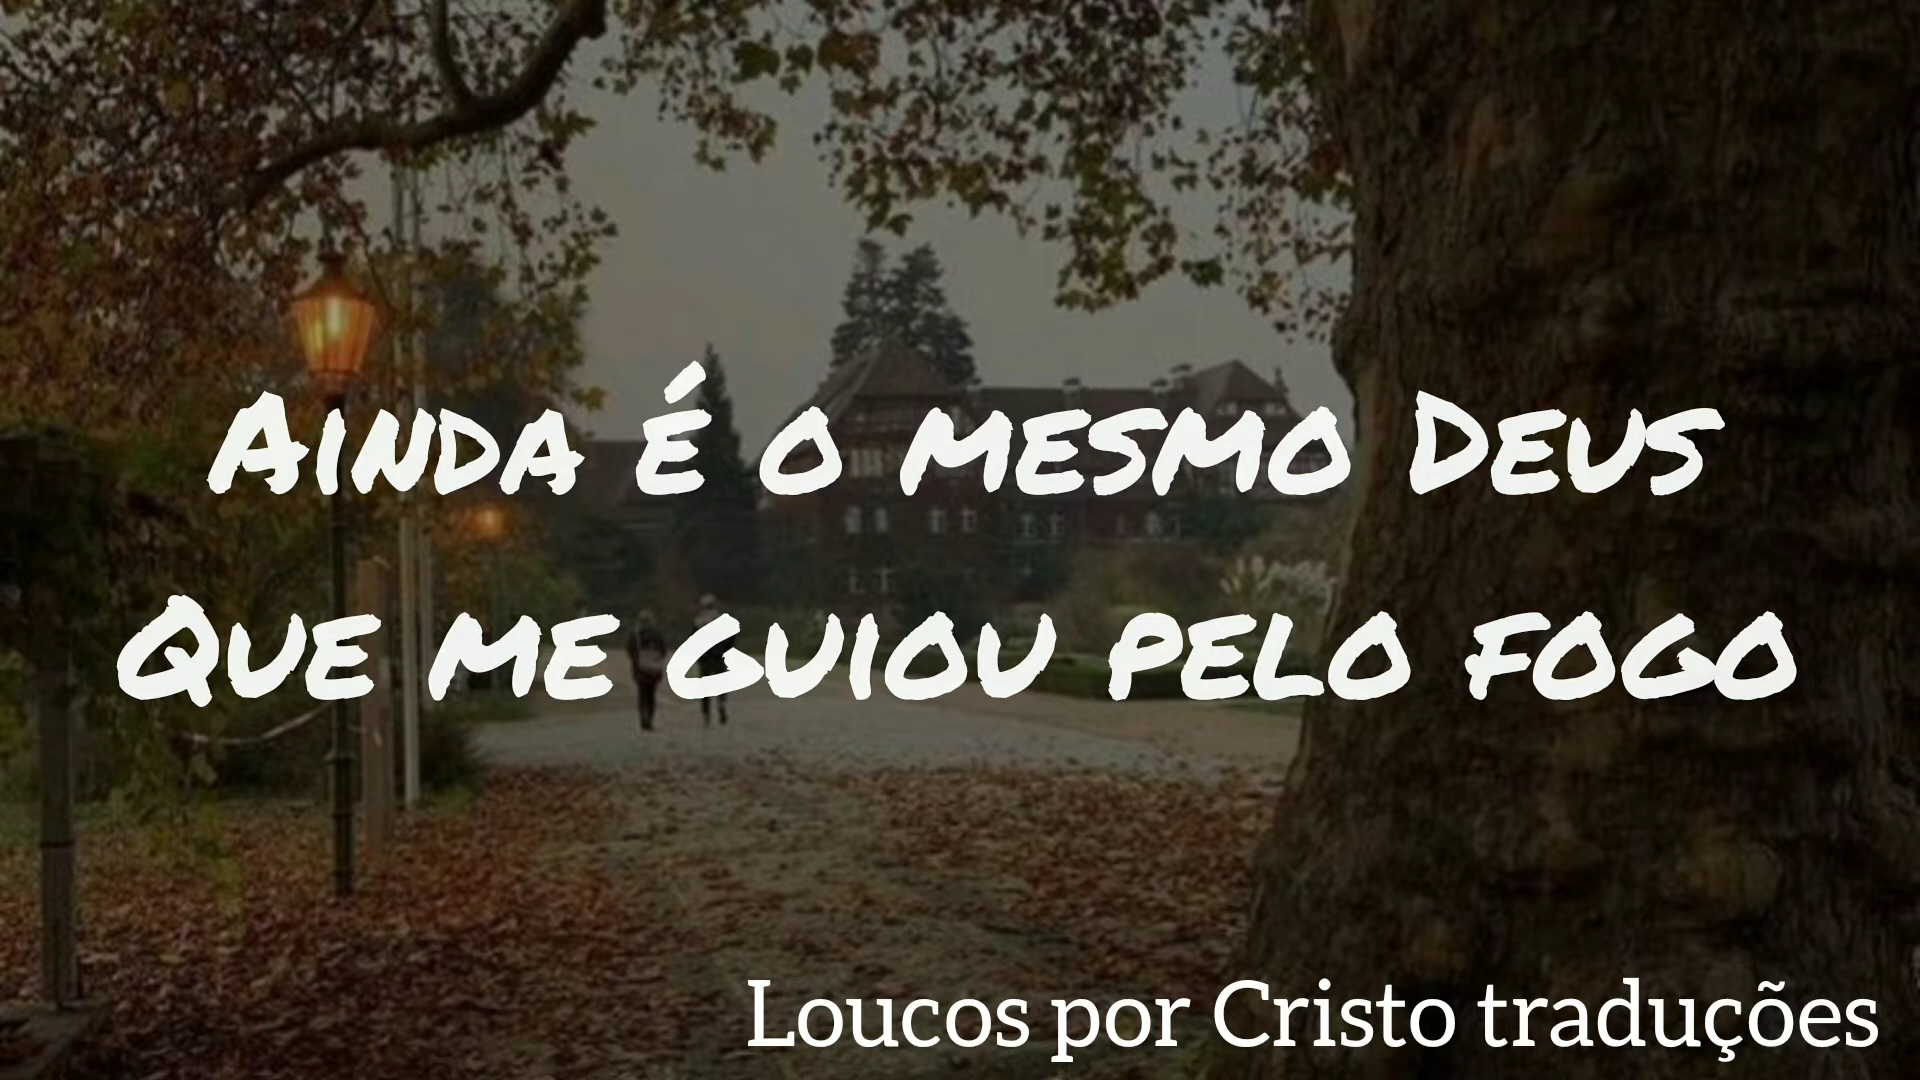 Ainda é o mesmo Deus
Que me guiou pelo fogo
Loucos por Cristo traduções